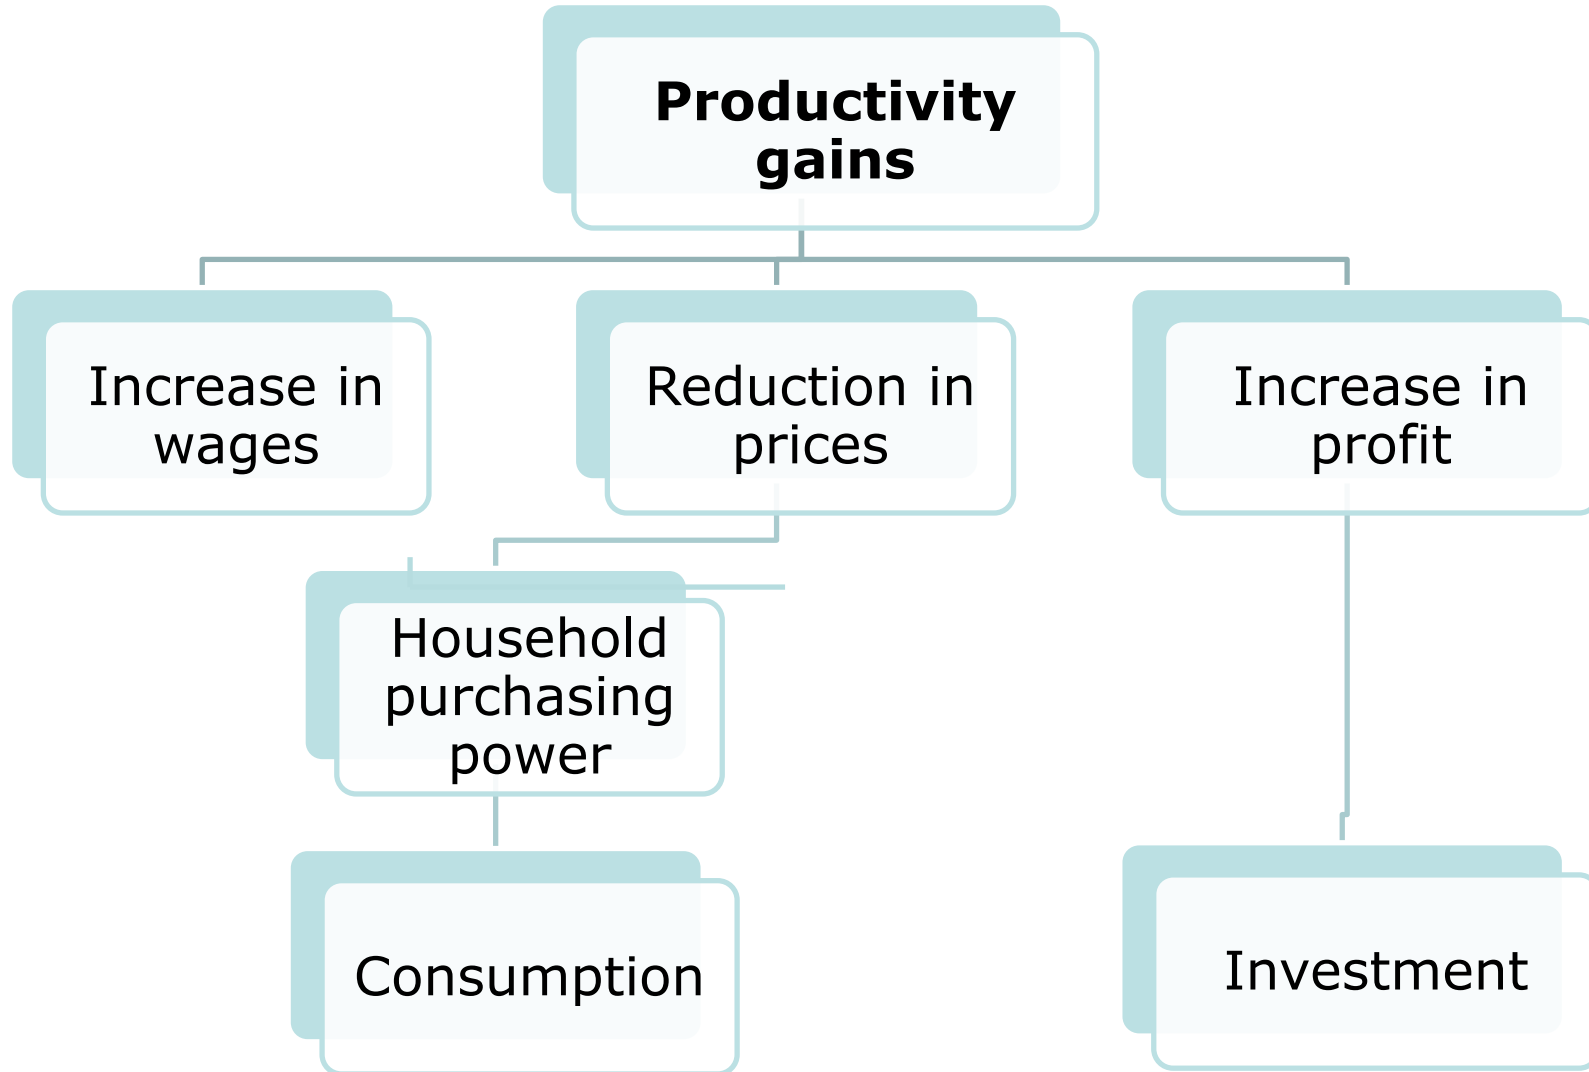 Productivity
gains
Increase in
wages
Reduction in
prices
Increase in
profit
Household
purchasing
power
Consumption
Investment